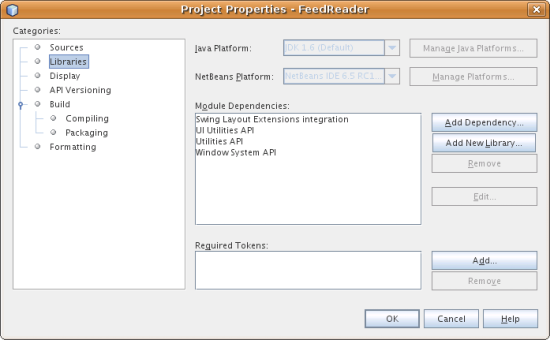 Project Properties - FeedReader
Categories:
Sources
Libraries
Display
API Versioning
Build
Compiling
Packaging
Formatting
Java Platform:
JDK 1.6 (Default)
Manage Java Platforms...
NetBeans Platform:
NetBeans IDE 6.5 RC1...
Manage Platforms...
Module Dependencies:
Swing Layout Extensions integration
UI Utilities API
Utilities API
Window System API
Add Dependency...
Add New Library...
Remove
Edit...
Required Tokens:
Add...
Remove
OK
Cancel
Help